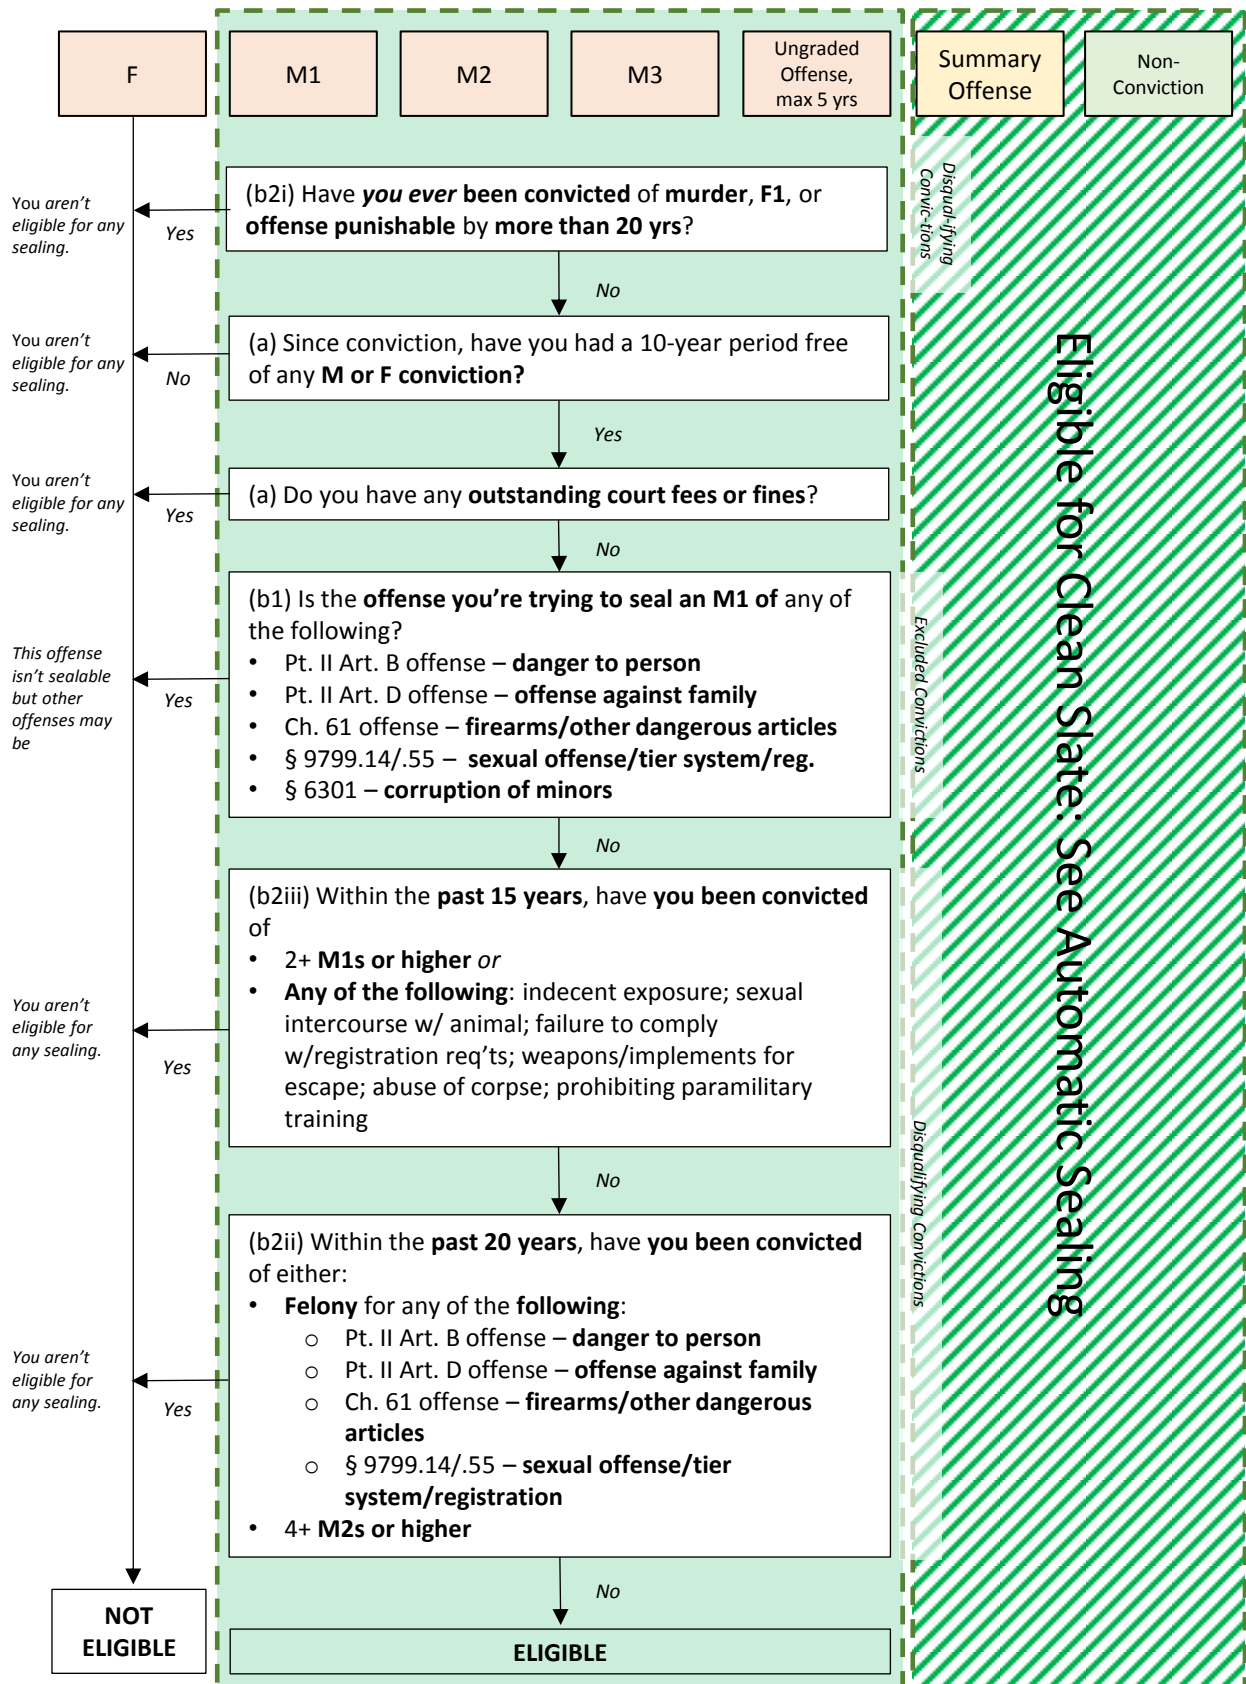 F
M1
M2
M3
Ungraded
Offense,
max 5 yrs
Summary
Offense
Non-
Conviction
(b2i) Have you ever been convicted of murder, F1, or
offense punishable by more than 20 yrs?
You aren't
eligible for any
sealing.
Yes
No
Disqual-ifying
Convic-tions
(a) Since conviction, have you had a 10-year period free
of any M or F conviction?
You aren't
eligible for any
sealing.
No
Yes
(a) Do you have any outstanding court fees or fines?
You aren't
eligible for any
sealing.
Yes
No
(b1) Is the offense you're trying to seal an M1 of any of
the following?
• Pt. II Art. B offense – danger to person
• Pt. II Art. D offense – offense against family
• Ch. 61 offense – firearms/other dangerous articles
• § 9799.14/.55 – sexual offense/tier system/reg.
• § 6301 – corruption of minors
This offense
isn't sealable
but other
offenses may
be
Yes
No
Excluded Convictions
(b2iii) Within the past 15 years, have you been convicted
of
• 2+ M1s or higher or
• Any of the following: indecent exposure; sexual
intercourse w/ animal; failure to comply
w/registration req'ts; weapons/implements for
escape; abuse of corpse; prohibiting paramilitary
training
You aren't
eligible for
any sealing.
Yes
No
Disqualifying Convictions
(b2ii) Within the past 20 years, have you been convicted
of either:
• Felony for any of the following:
o Pt. II Art. B offense – danger to person
o Pt. II Art. D offense – offense against family
o Ch. 61 offense – firearms/other dangerous
articles
o § 9799.14/.55 – sexual offense/tier
system/registration
• 4+ M2s or higher
You aren't
eligible for
any sealing.
Yes
No
NOT
ELIGIBLE
ELIGIBLE
Eligible for Clean Slate: See Automatic Sealing